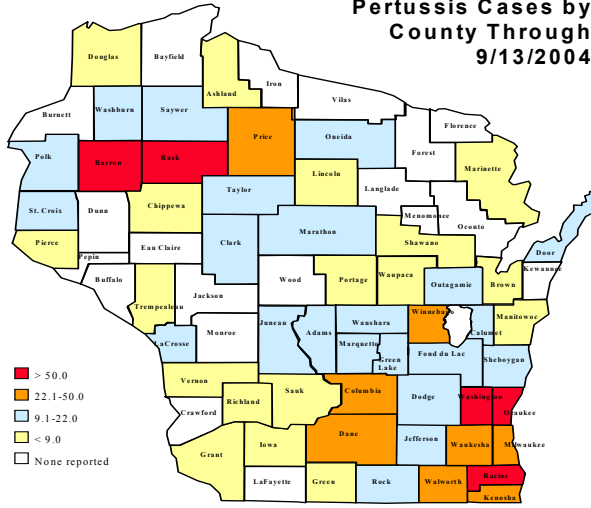 Pertussis Cases by
County Through
9/13/2004
Douglas
Bayfield
Ashland
Iron
Vilas
Burnett
Washburn
Saywer
Price
Oneida
Florence
Forest
Marinette
Polk
Barron
Rusk
Lincoln
Langlade
Taylor
Chippewa
St. Croix
Dunn
Menomonee
Oconto
Marathon
Clark
Shawano
Pierce
Eau Claire
Pepin
Door
Kewaunee
Buffalo
Wood
Portage
Waupaca
Outagamie
Brown
Trempealeau
Jackson
Winnebago
Manitowoc
Monroe
Juneau
Adams
Waushara
Calumet
LaCrosse
Marquette
Green
Lake
Fond du Lac
Sheboygan
Vernon
Sauk
Columbia
Dodge
Washington
Ozaukee
Richland
Crawford
Iowa
Dane
Jefferson
Waukesha
Milwaukee
Grant
LaFayette
Green
Rock
Walworth
Racine
Kenosha
> 50.0
22.1-50.0
9.1-22.0
< 9.0
None reported